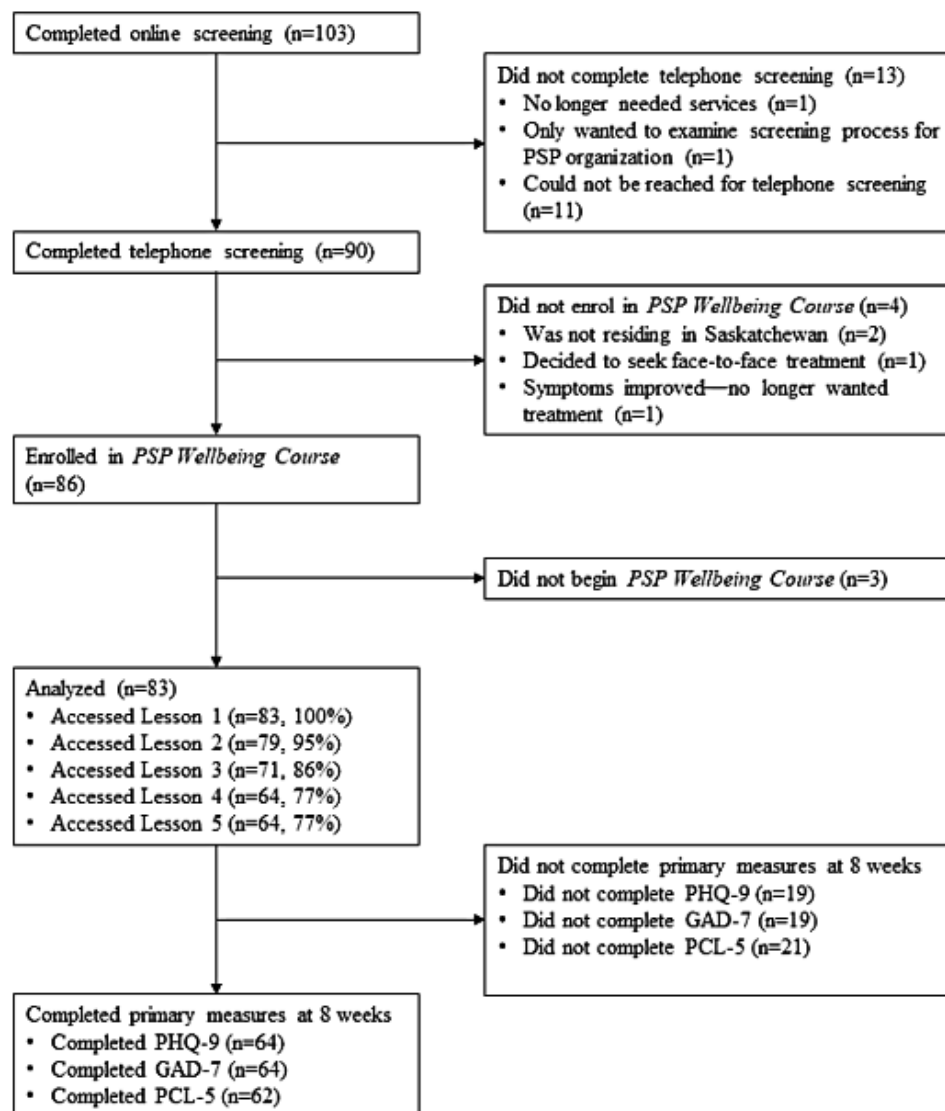 Completed online screening (n=103)
Did not complete telephone screening (n=13)
• No longer needed services (n=1)
• Only wanted to examine screening process for
PSP organization (n=1)
• Could not be reached for telephone screening
(n=11)
Completed telephone screening (n=90)
Did not enrol in PSP Wellbeing Course (n=4)
• Was not residing in Saskatchewan (n=2)
• Decided to seek face-to-face treatment (n=1)
• Symptoms improved—no longer wanted
treatment (n=1)
Enrolled in PSP Wellbeing Course
(n=86)
Did not begin PSP Wellbeing Course (n=3)
Analyzed (n=83)
• Accessed Lesson 1 (n=83, 100%)
• Accessed Lesson 2 (n=79, 95%)
• Accessed Lesson 3 (n=71, 86%)
• Accessed Lesson 4 (n=64, 77%)
• Accessed Lesson 5 (n=64, 77%)
Did not complete primary measures at 8 weeks
• Did not complete PHQ-9 (n=19)
• Did not complete GAD-7 (n=19)
• Did not complete PCL-5 (n=21)
Completed primary measures at 8 weeks
• Completed PHQ-9 (n=64)
• Completed GAD-7 (n=64)
• Completed PCL-5 (n=62)